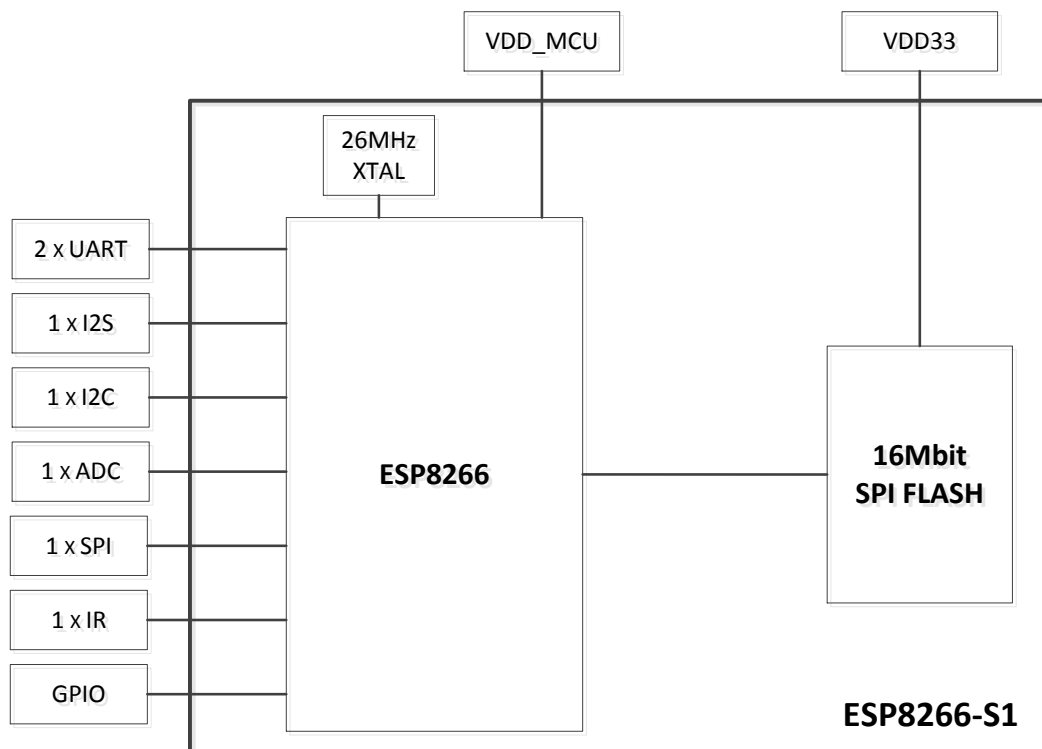 VDD_MCU
VDD33
26MHz
XTAL
2 x UART
1 x I2S
1 x I2C
1 x ADC
1 x SPI
1 x IR
GPIO
ESP8266
16Mbit
SPI FLASH
ESP8266-S1